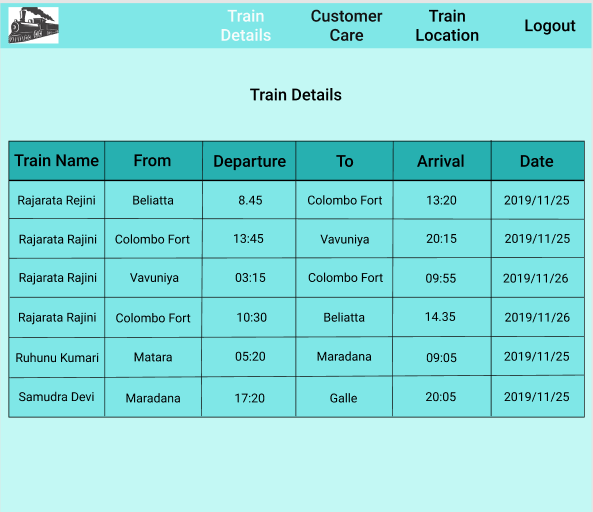 Train Details Customer Care Train Location Logout
Train Details
Train Name From Departure To Arrival Date
Rajarata Rejini Beliatta 8.45 Colombo Fort 13:20 2019/11/25
Rajarata Rajini Colombo Fort 13:45 Vavuniya 20:15 2019/11/25
Rajarata Rajini Vavuniya 03:15 Colombo Fort 09:55 2019/11/26
Rajarata Rajini Colombo Fort 10:30 Beliatta 14.35 2019/11/26
Ruhunu Kumari Matara 05:20 Maradana 09:05 2019/11/25
Samudra Devi Maradana 17:20 Galle 20:05 2019/11/25